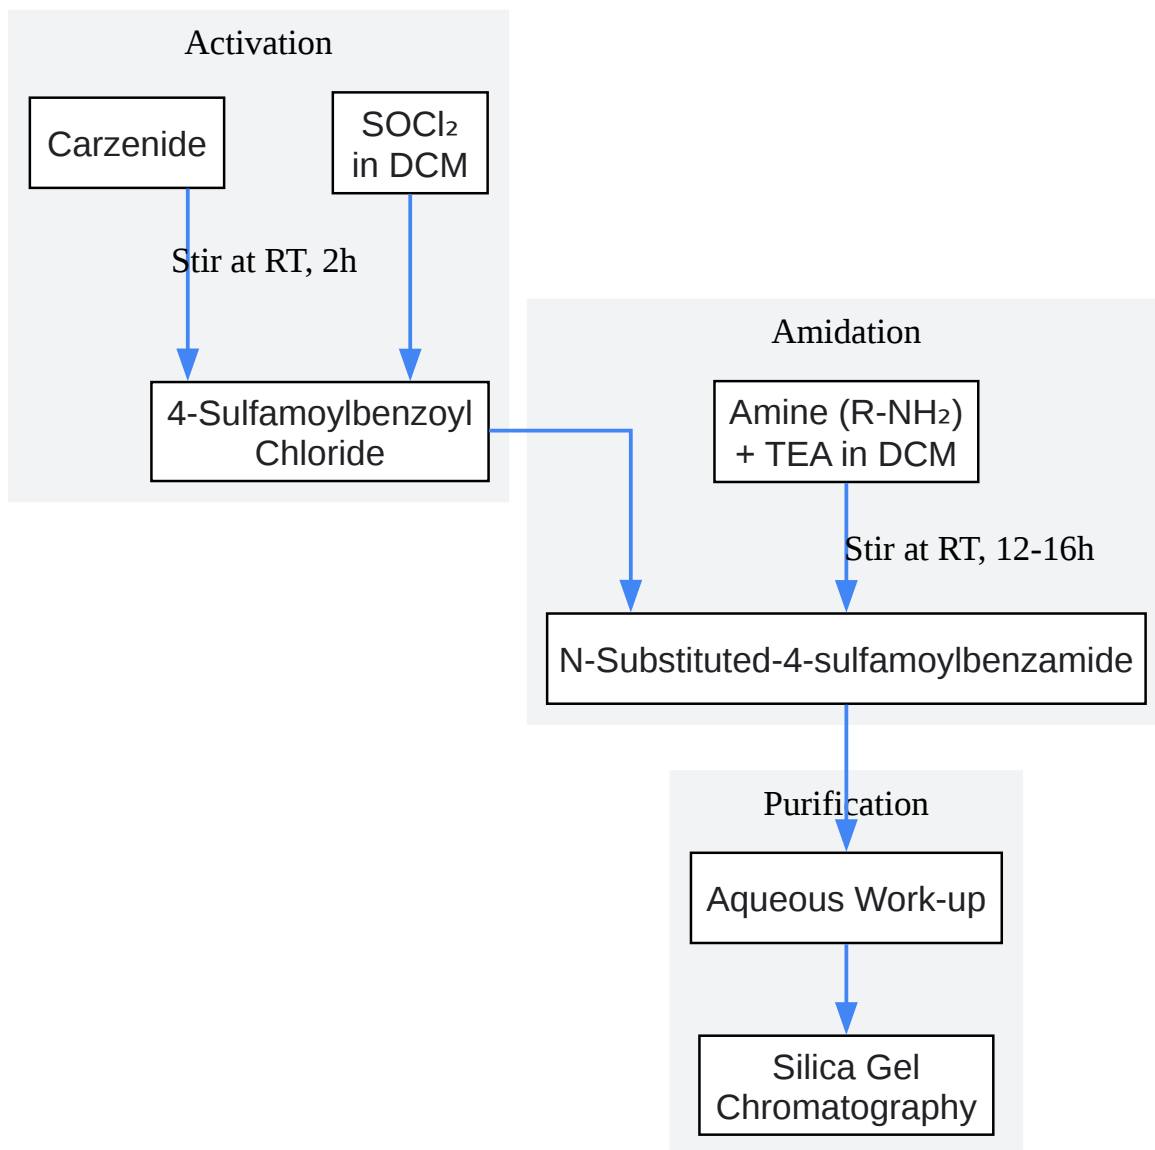 Activation
Carzenide
SOCl₂
in DCM
Stir at RT, 2h
4-Sulfamoylbenzoyl
Chloride
Amidation
Amine (R-NH₂)
+ TEA in DCM
Stir at RT, 12-16h
N-Substituted-4-sulfamoylbenzamide
Purification
Aqueous Work-up
Silica Gel
Chromatography